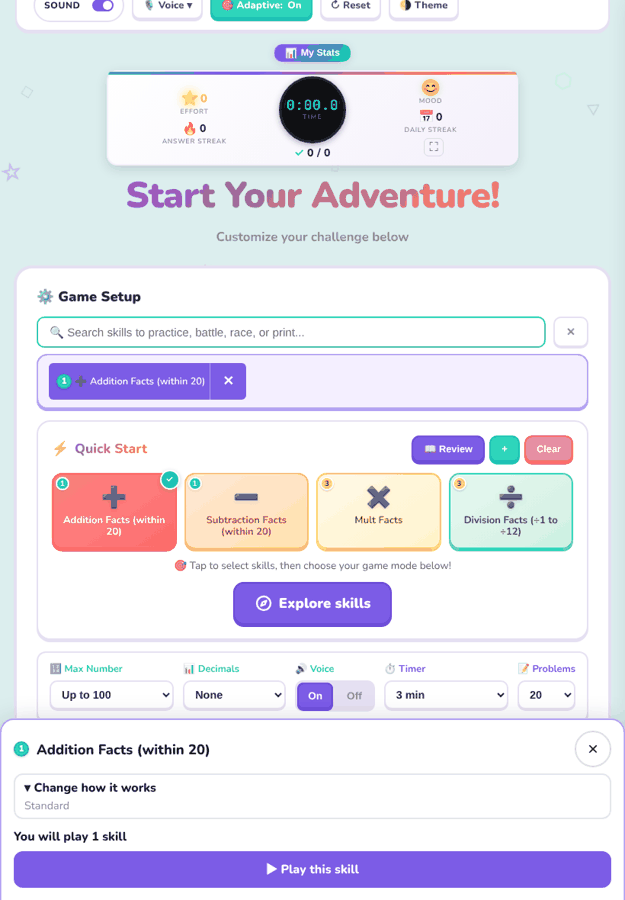 SOUND
🎙️ Voice ▾
🎯 Adaptive: On
↻ Reset
🌗 Theme
📊 My Stats
⭐ 0
EFFORT
🔥 0
ANSWER STREAK
0:00.0
TIME
✓ 0 / 0
😊
MOOD
📅 0
DAILY STREAK
Start Your Adventure!
Customize your challenge below
⚙️ Game Setup
🔍 Search skills to practice, battle, race, or print...
✕
1 ➕ Addition Facts (within 20) ✕
⚡ Quick Start
📖 Review
+
Clear
1 ✓
➕
Addition Facts (within
20)
1
➖
Subtraction Facts
(within 20)
3
✖
Mult Facts
3
➗
Division Facts (÷1 to
÷12)
🎯 Tap to select skills, then choose your game mode below!
Explore skills
🔢 Max Number
Up to 100
📊 Decimals
None
🔊 Voice
On Off
⏱️ Timer
3 min
📝 Problems
20
1 Addition Facts (within 20)
✕
▾ Change how it works
Standard
You will play 1 skill
▶ Play this skill